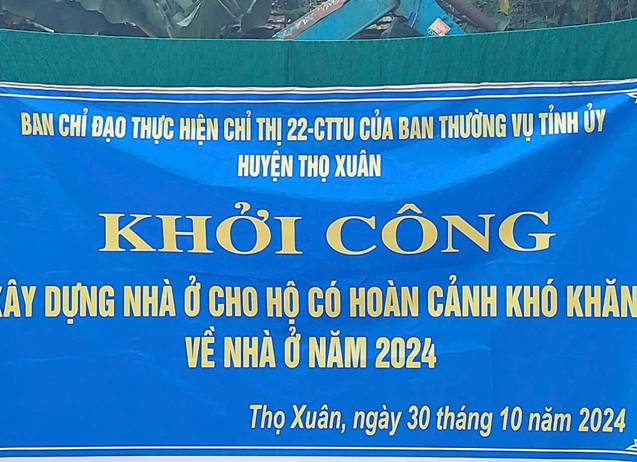 BAN CHỈ ĐẠO THỰC HIỆN CHỈ THỊ 22-CTTU CỦA BAN THƯỜNG VỤ TỈNH ỦY
HUYỆN THỌ XUÂN
KHỞI CÔNG
XÂY DỰNG NHÀ Ở CHO HỘ CÓ HOÀN CẢNH KHÓ KHĂN
VỀ NHÀ Ở NĂM 2024
Thọ Xuân, ngày 30 tháng 10 năm 2024